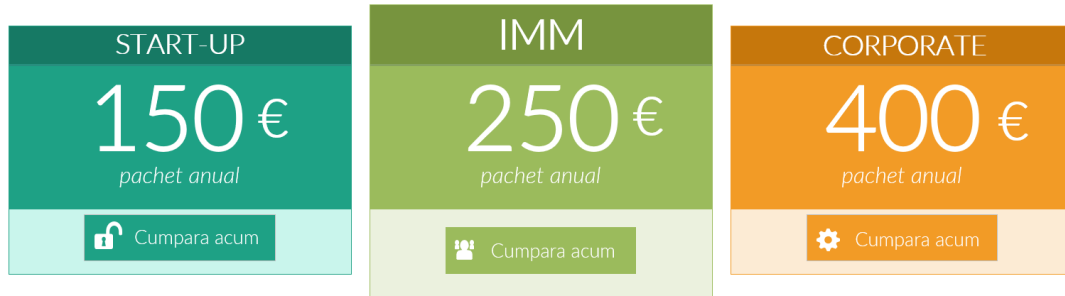 START-UP
150 €
pachet anual
Cumpara acum
IMM
250 €
pachet anual
Cumpara acum
CORPORATE
400 €
pachet anual
Cumpara acum